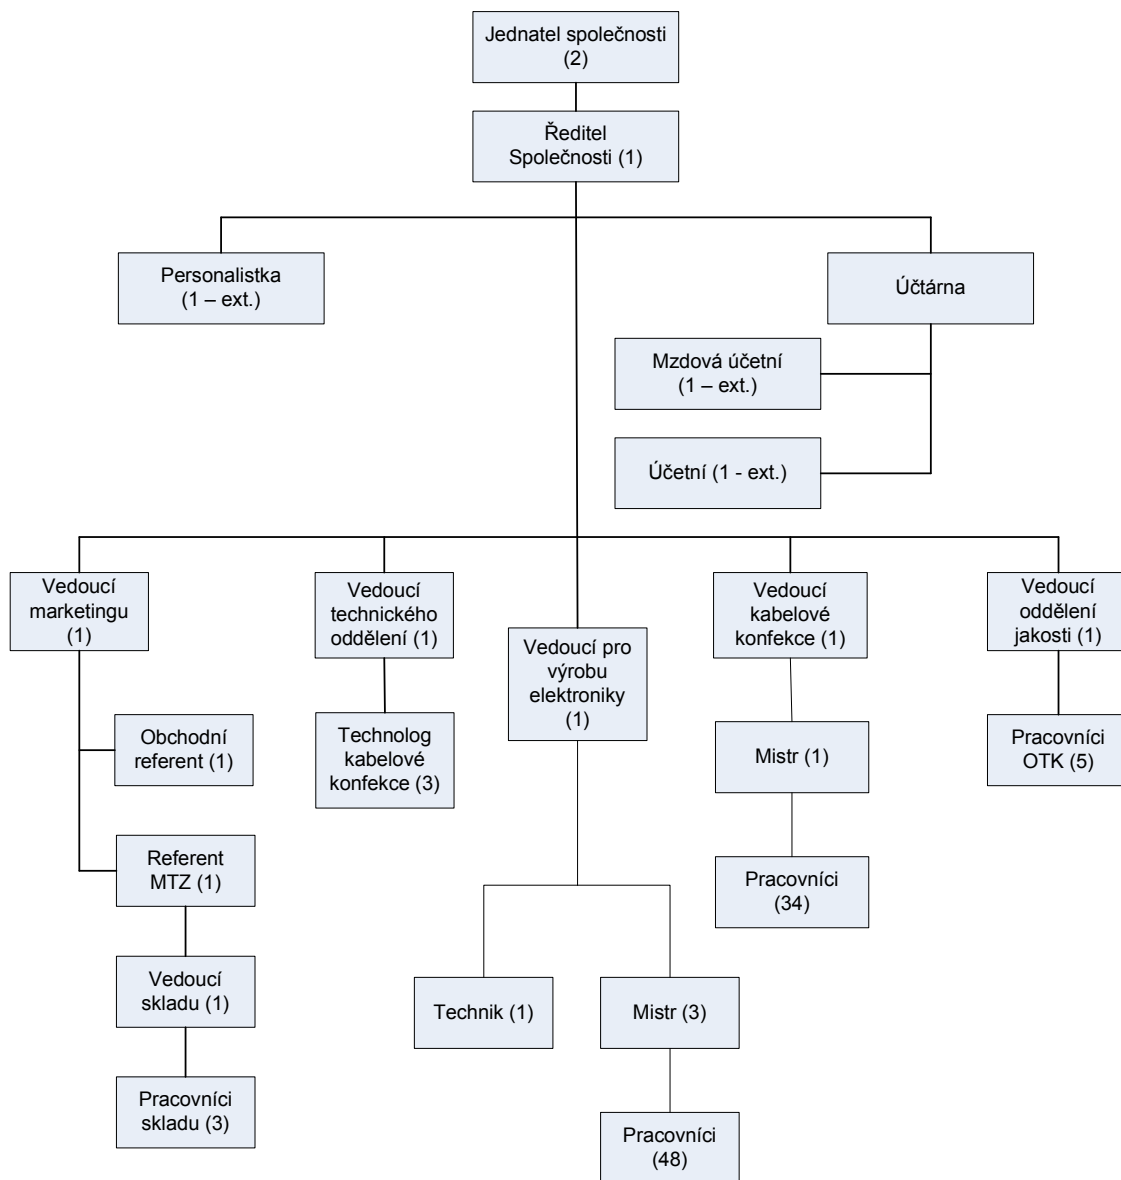 Jednatel společnosti
(2)
Ředitel
Společnosti (1)
Personalistka
(1 – ext.)
Účtárna
Mzdová účetní
(1 – ext.)
Účetní (1 - ext.)
Vedoucí
marketingu
(1)
Vedoucí
technického
oddělení (1)
Vedoucí pro
výrobu
elektroniky
(1)
Vedoucí
kabelové
konfekce (1)
Vedoucí
oddělení
jakosti (1)
Obchodní
referent (1)
Technolog
kabelové
konfekce (3)
Mistr (1)
Pracovníci
OTK (5)
Referent
MTZ (1)
Pracovníci
(34)
Vedoucí
skladu (1)
Technik (1)
Mistr (3)
Pracovníci
skladu (3)
Pracovníci
(48)